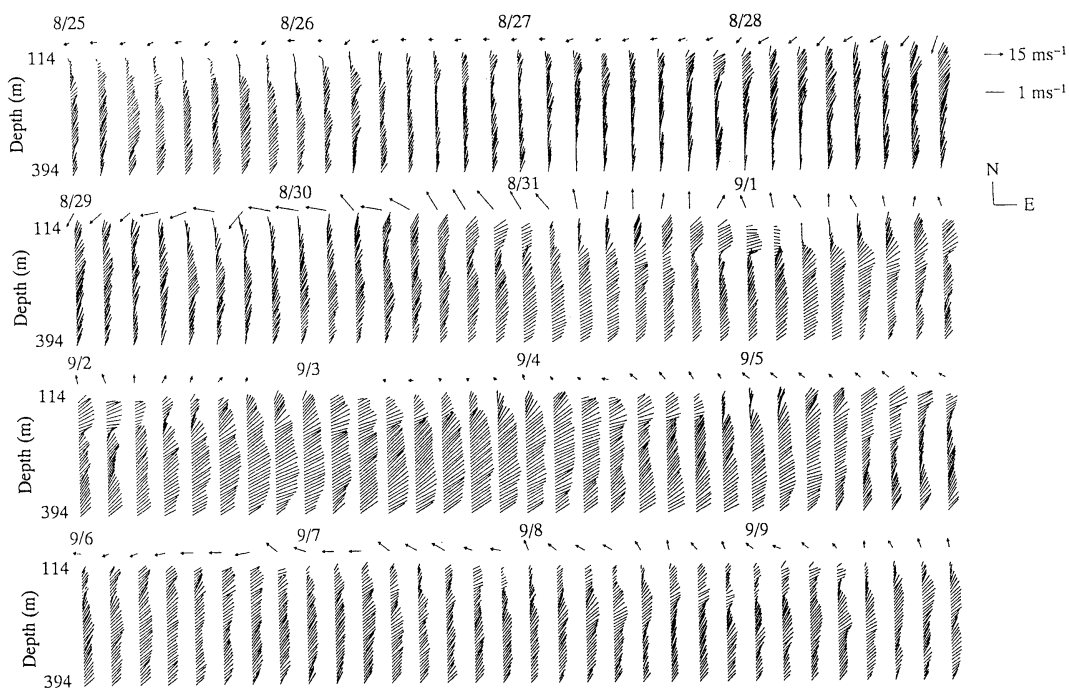 8/25 8/26 8/27 8/28
114
Depth (m)
394
15 ms⁻¹
1 ms⁻¹
N
E
8/29 8/30 8/31 9/1
114
Depth (m)
394
9/2 9/3 9/4 9/5
114
Depth (m)
394
9/6 9/7 9/8 9/9
114
Depth (m)
394